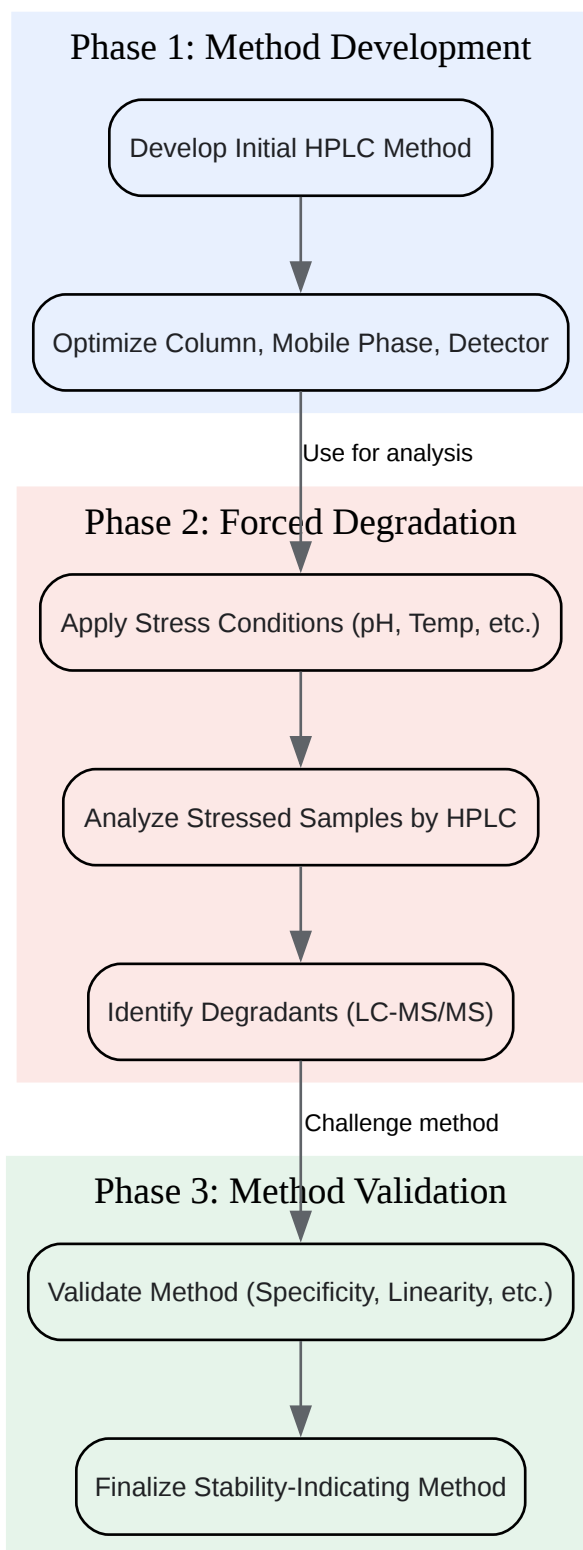 Phase 1: Method Development
Develop Initial HPLC Method
Optimize Column, Mobile Phase, Detector
Use for analysis
Phase 2: Forced Degradation
Apply Stress Conditions (pH, Temp, etc.)
Analyze Stressed Samples by HPLC
Identify Degradants (LC-MS/MS)
Challenge method
Phase 3: Method Validation
Validate Method (Specificity, Linearity, etc.)
Finalize Stability-Indicating Method